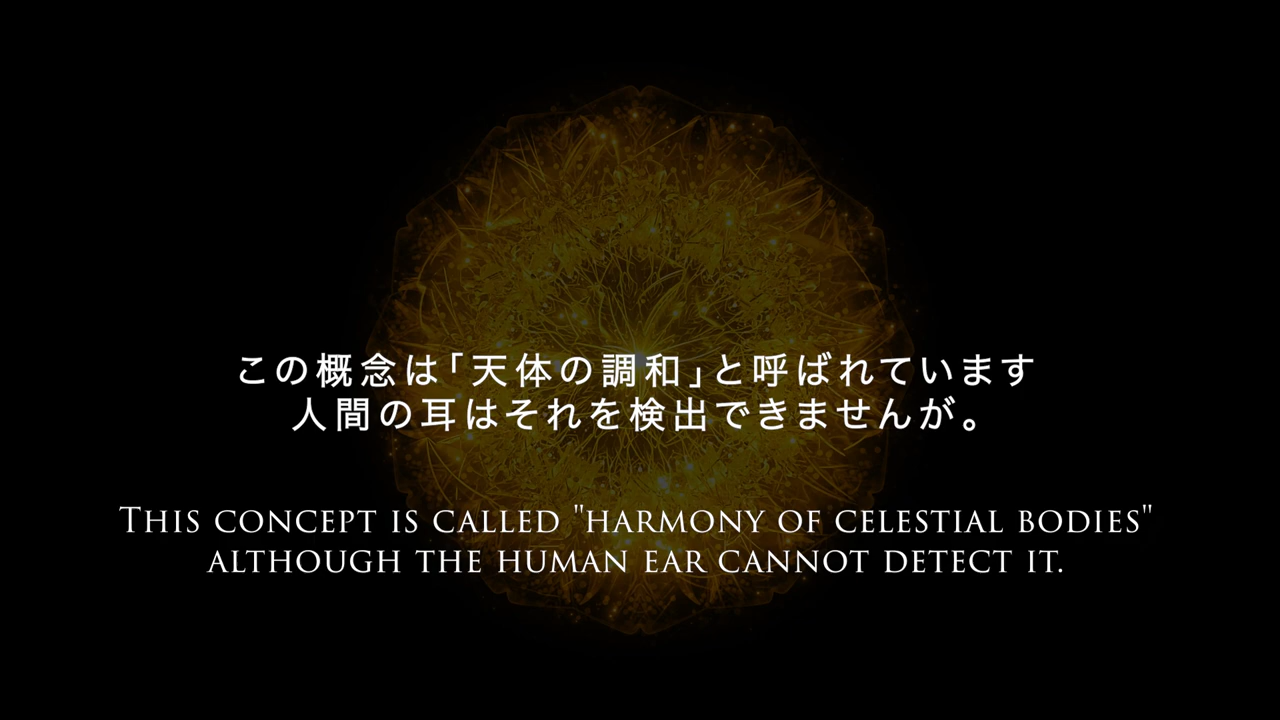 この概念は「天体の調和」と呼ばれています
人間の耳はそれを検出できませんが。
This concept is called "harmony of celestial bodies"
although the human ear cannot detect it.